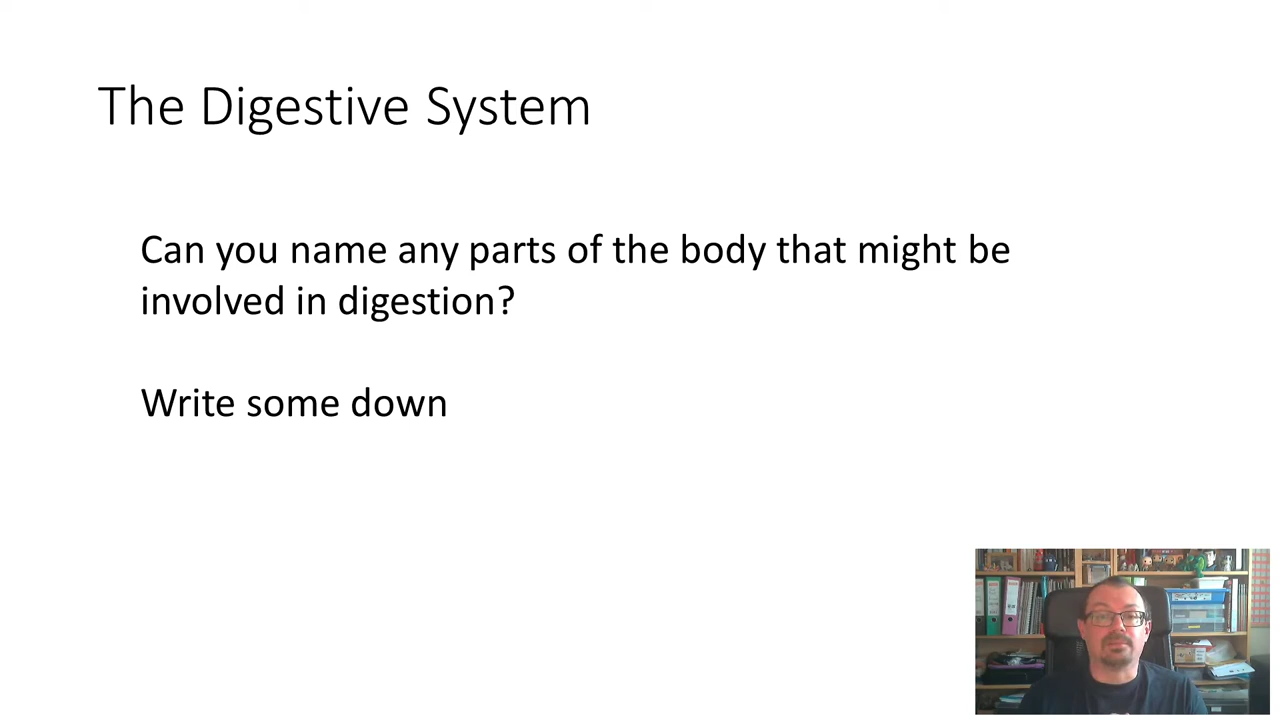 The Digestive System
Can you name any parts of the body that might be
involved in digestion?
Write some down